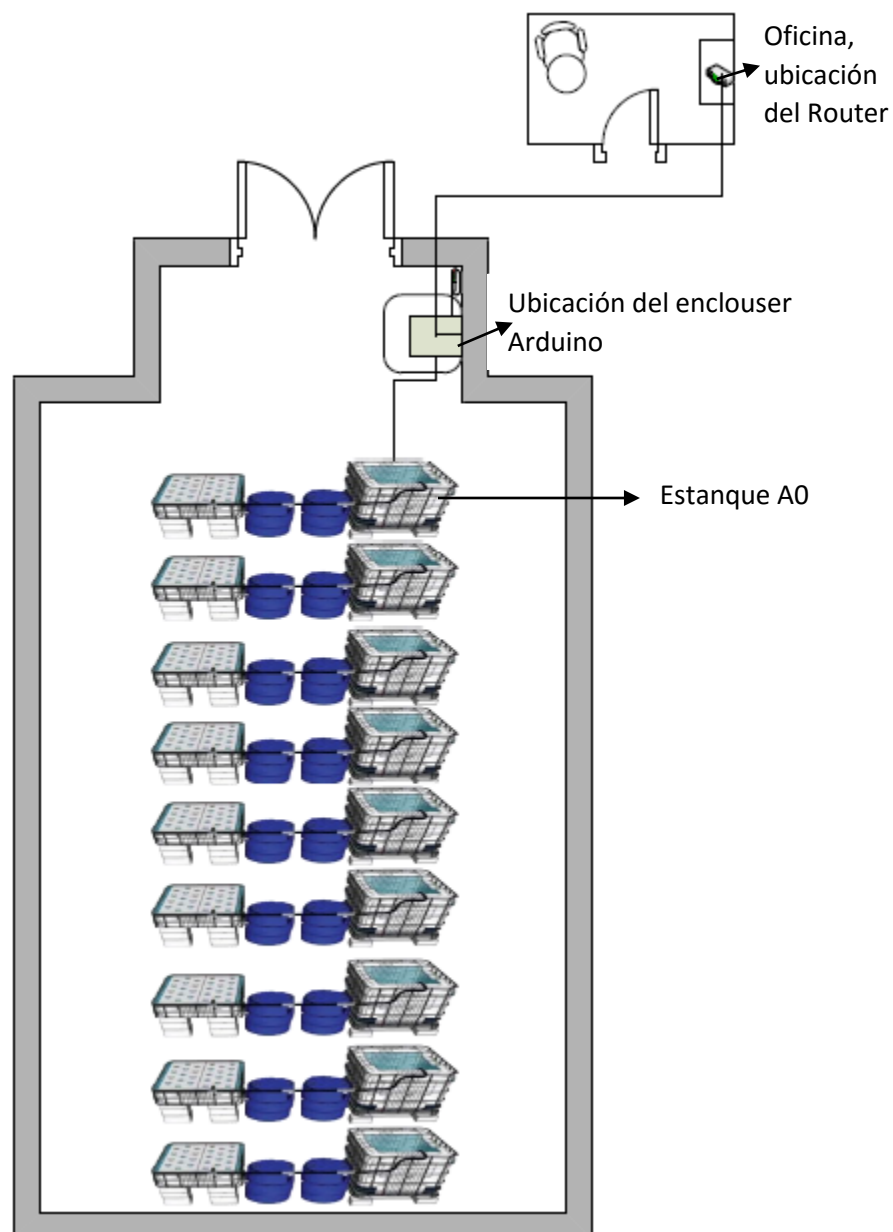 Oficina,
ubicación
del Router
Ubicación del enclouser
Arduino
Estanque A0